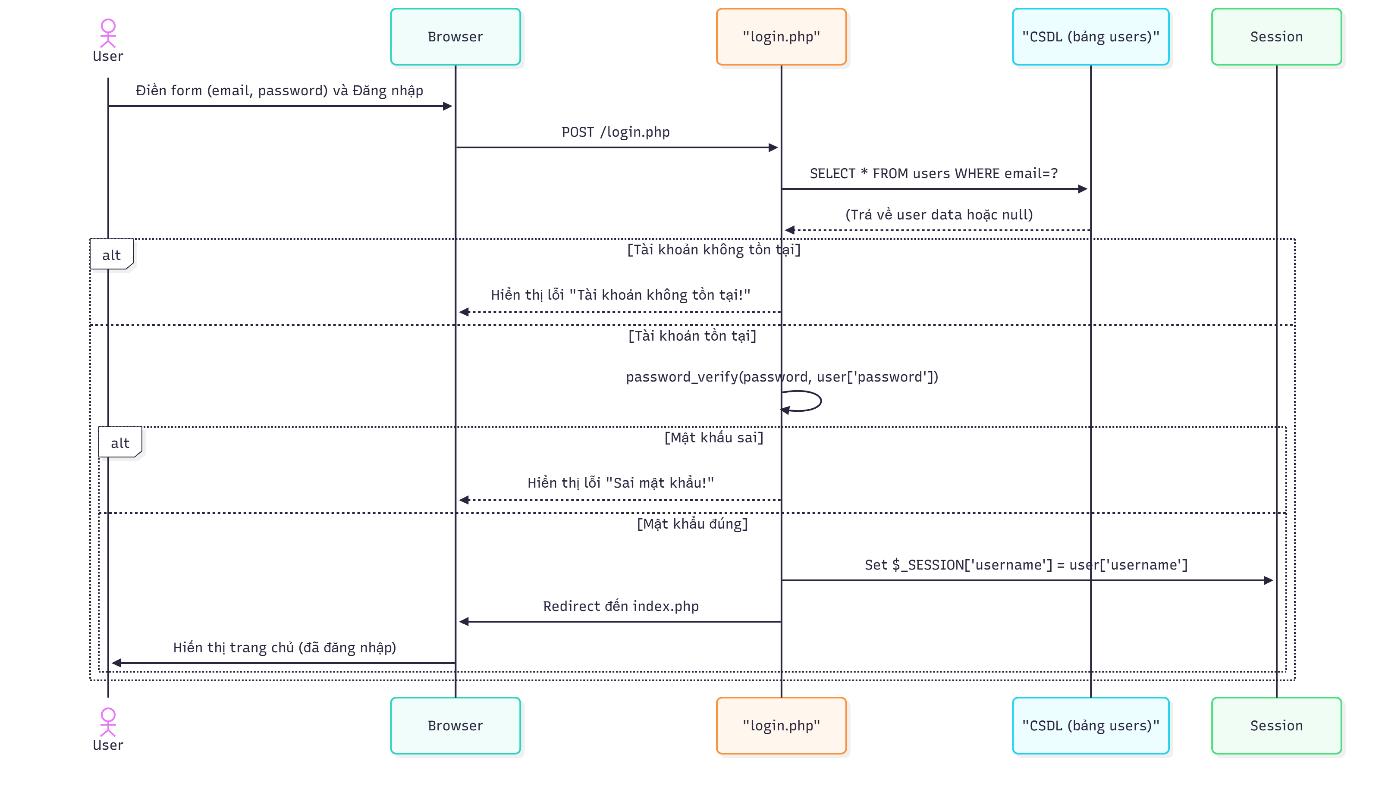 User
Browser
"login.php"
"CSDL (bảng users)"
Session
Điền form (email, password) và Đăng nhập
POST /login.php
SELECT * FROM users WHERE email=?
(Trả về user data hoặc null)
alt
[Tài khoản không tồn tại]
Hiển thị lỗi "Tài khoản không tồn tại!"
[Tài khoản tồn tại]
password_verify(password, user['password'])
alt
[Mật khẩu sai]
Hiển thị lỗi "Sai mật khẩu!"
[Mật khẩu đúng]
Set $_SESSION['username'] = user['username']
Redirect đến index.php
Hiển thị trang chủ (đã đăng nhập)
User
Browser
"login.php"
"CSDL (bảng users)"
Session